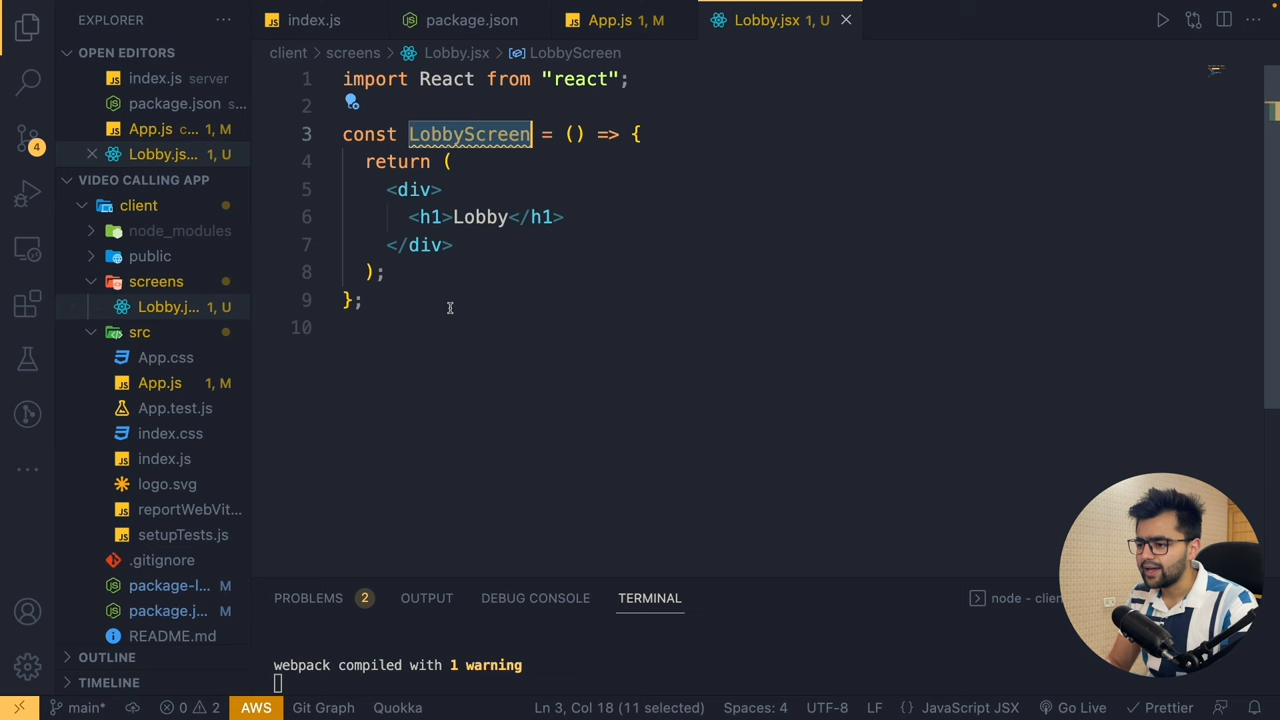 EXPLORER
OPEN EDITORS
index.js server
package.json s...
App.js c... 1, M
Lobby.js... 1, U
VIDEO CALLING APP
client
node_modules
public
screens
Lobby.j... 1, U
src
App.css
App.js 1, M
App.test.js
index.css
index.js
logo.svg
reportWebVit...
setupTests.js
.gitignore
package-l... M
package.j... M
README.md
OUTLINE
TIMELINE
4
index.js
package.json
App.js 1, M
Lobby.jsx 1, U
client > screens > Lobby.jsx > LobbyScreen
1 import React from "react";
2
3 const LobbyScreen = () => {
4 return (
5 <div>
6 <h1>Lobby</h1>
7 </div>
8 );
9 };
10
PROBLEMS 2 OUTPUT DEBUG CONSOLE TERMINAL
node - clien
webpack compiled with 1 warning
main* 0 2 AWS Git Graph Quokka Ln 3, Col 18 (11 selected) Spaces: 4 UTF-8 LF {} JavaScript JSX Go Live Prettier